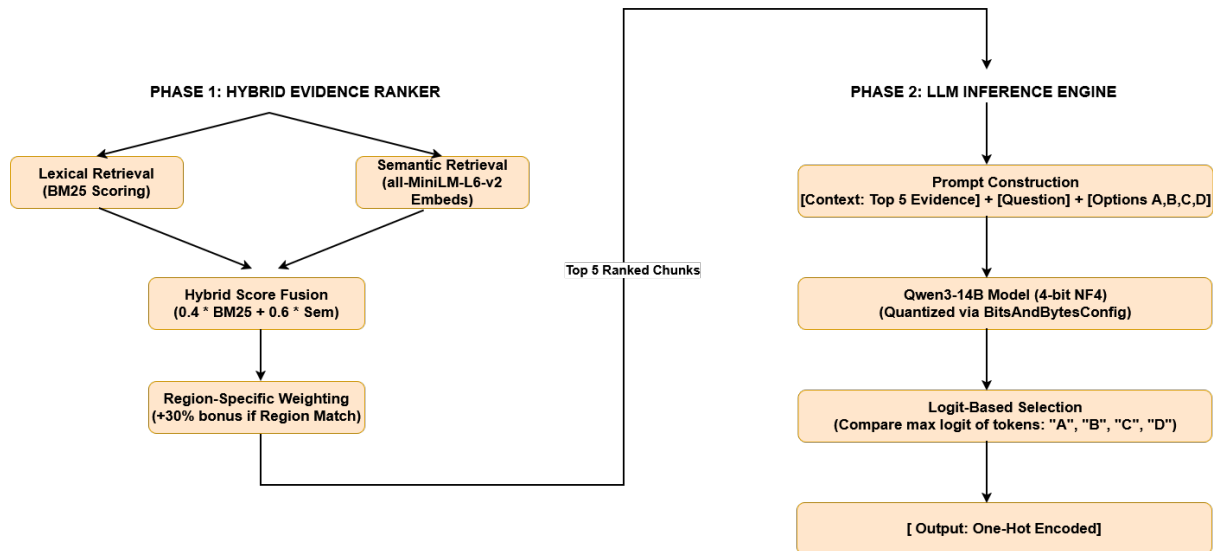 PHASE 1: HYBRID EVIDENCE RANKER
Lexical Retrieval
(BM25 Scoring)
Semantic Retrieval
(all-MiniLM-L6-v2
Embeds)
Hybrid Score Fusion
(0.4 * BM25 + 0.6 * Sem)
Region-Specific Weighting
(+30% bonus if Region Match)
Top 5 Ranked Chunks
PHASE 2: LLM INFERENCE ENGINE
Prompt Construction
[Context: Top 5 Evidence] + [Question] + [Options A,B,C,D]
Qwen3-14B Model (4-bit NF4)
(Quantized via BitsAndBytesConfig)
Logit-Based Selection
(Compare max logit of tokens: "A", "B", "C", "D")
[ Output: One-Hot Encoded]